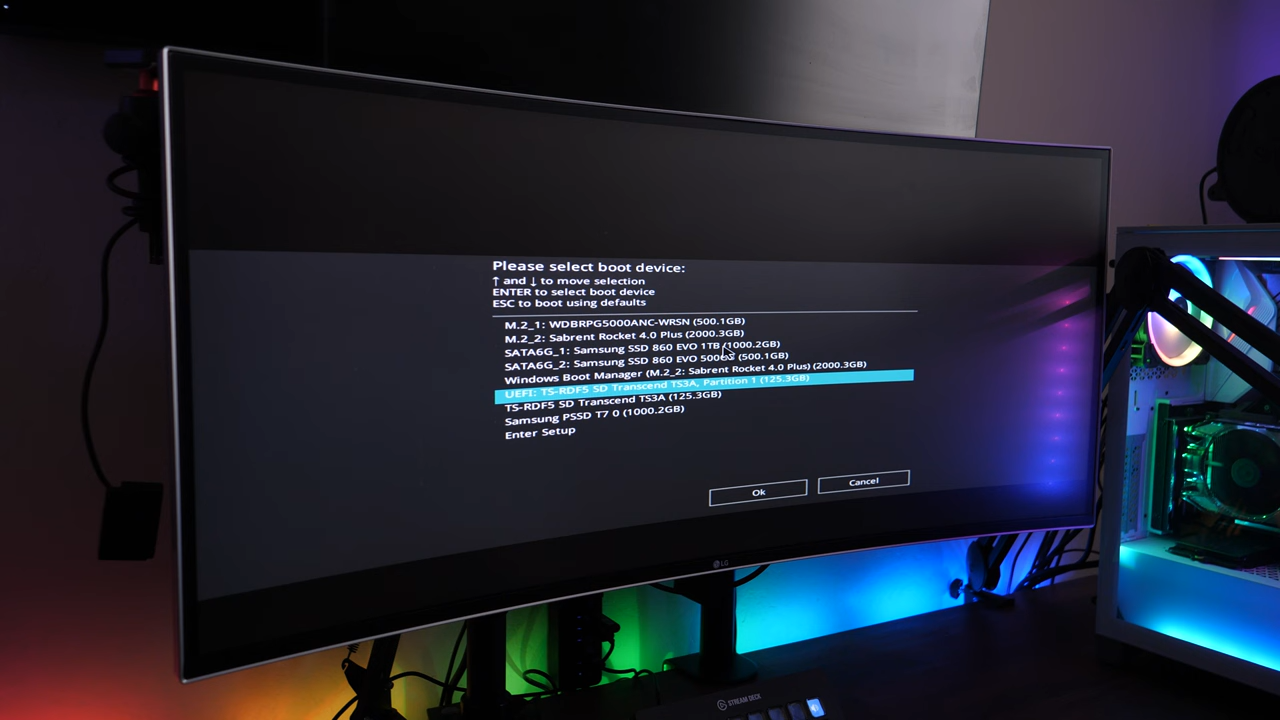 Please select boot device:
↑ and ↓ to move selection
ENTER to select boot device
ESC to boot using defaults
M.2_1: WDBRPG5000ANC-WRSN (500.1GB)
M.2_2: Sabrent Rocket 4.0 Plus (2000.3GB)
SATA6G_1: Samsung SSD 860 EVO 1TB (1000.2GB)
SATA6G_2: Samsung SSD 860 EVO 500GB (500.1GB)
Windows Boot Manager (M.2_2: Sabrent Rocket 4.0 Plus) (2000.3GB)
UEFI: TS-RDF5 SD Transcend TS3A, Partition 1 (125.3GB)
TS-RDF5 SD Transcend TS3A (125.3GB)
Samsung PSSD T7 0 (1000.2GB)
Enter Setup
Ok
Cancel
LG
STREAM DECK